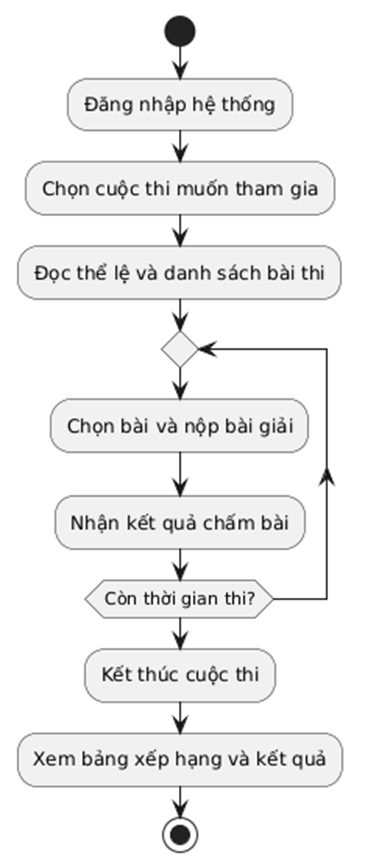 Đăng nhập hệ thống
Chọn cuộc thi muốn tham gia
Đọc thể lệ và danh sách bài thi
Chọn bài và nộp bài giải
Nhận kết quả chấm bài
Còn thời gian thi?
Kết thúc cuộc thi
Xem bảng xếp hạng và kết quả